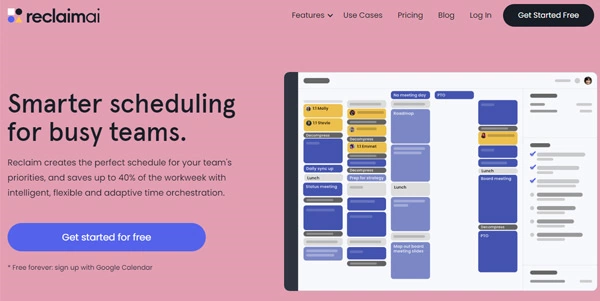 reclaimai
Features
Use Cases
Pricing
Blog
Log In
Get Started Free
Smarter scheduling
for busy teams.
Reclaim creates the perfect schedule for your team's
priorities, and saves up to 40% of the workweek with
intelligent, flexible and adaptive time orchestration.
Get started for free
* Free forever: sign up with Google Calendar
1:1 Molly
1:1 Stevie
Decompress
Daily sync up
Lunch
Status meeting
Decompress
Decompress
1:1 Emmet
Decompress
Prep for strategy
No meeting day
Roadmap
Lunch
Map out Board
meeting slides
PTO
Decompress
Lunch
Board meeting
Decompress
PTO